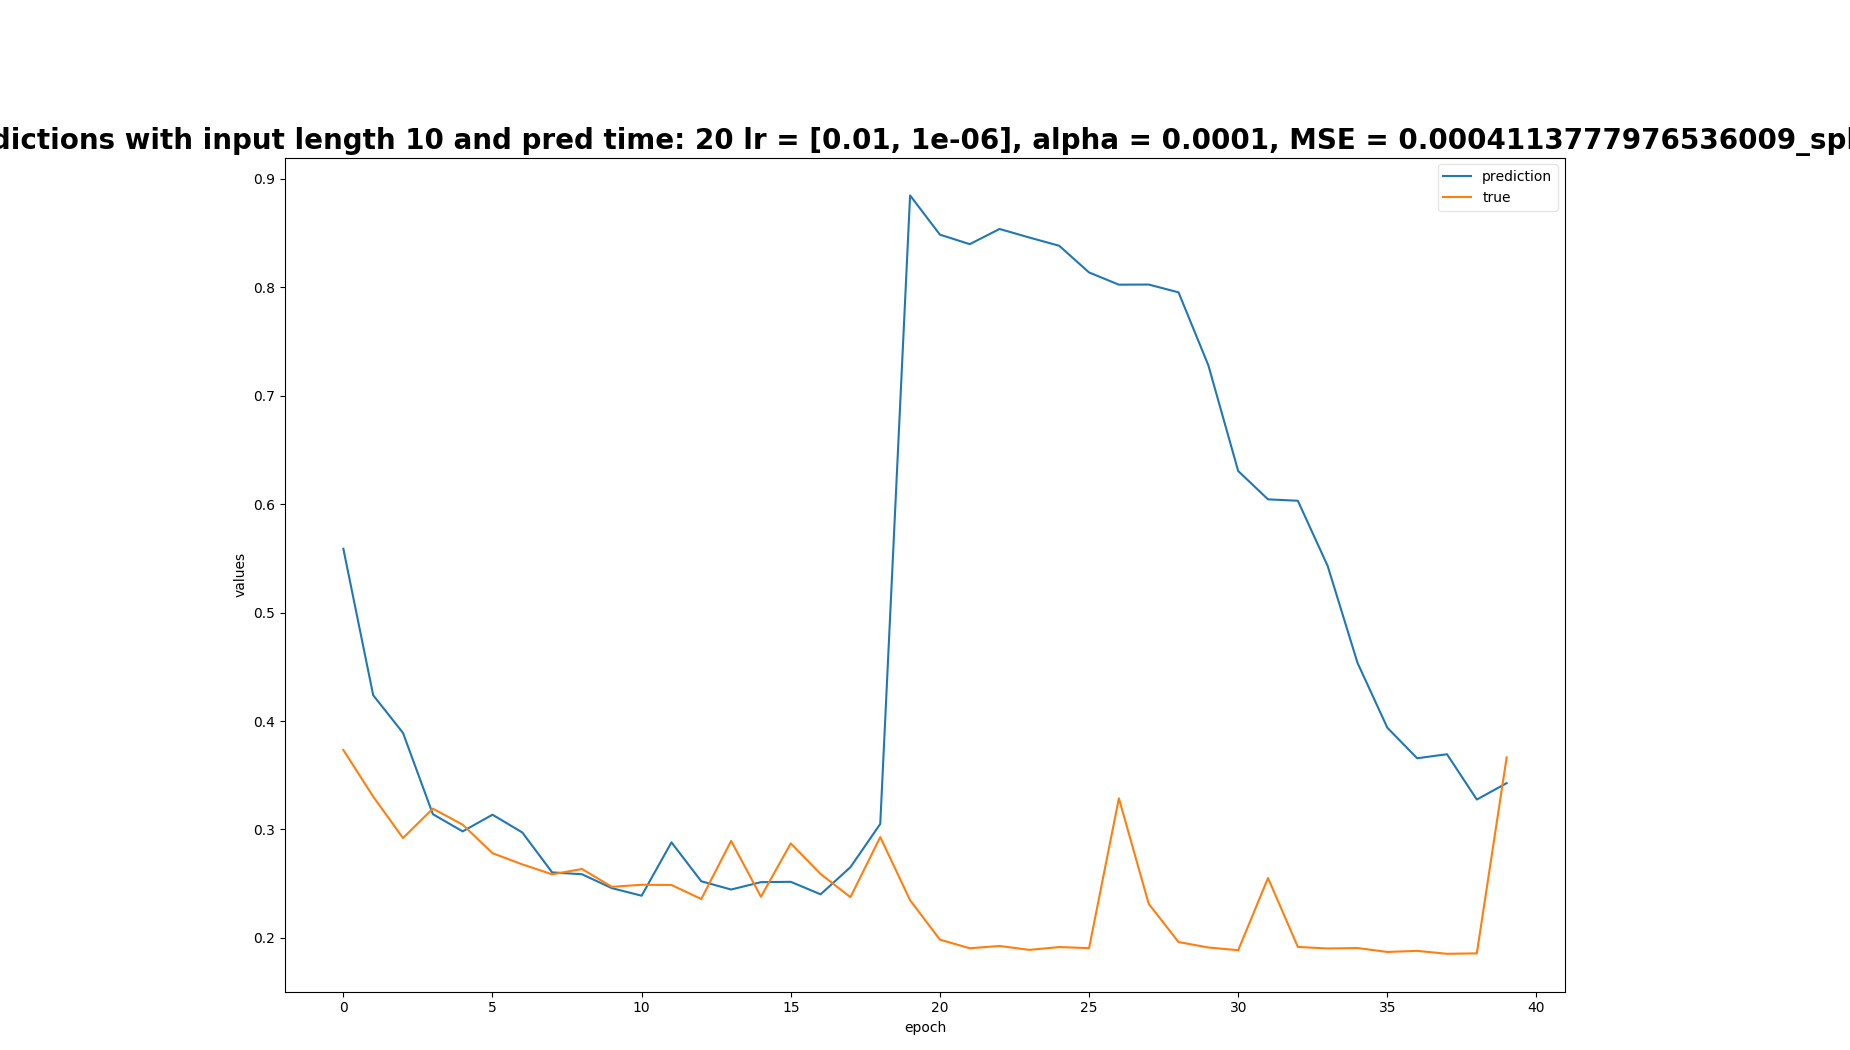 dictions with input length 10 and pred time: 20 lr = [0.01, 1e-06], alpha = 0.0001, MSE = 0.0004113777976536009_spl
prediction
true
0.9
0.8
0.7
0.6
0.5
0.4
0.3
0.2
values
0 5 10 15 20 25 30 35 40
epoch